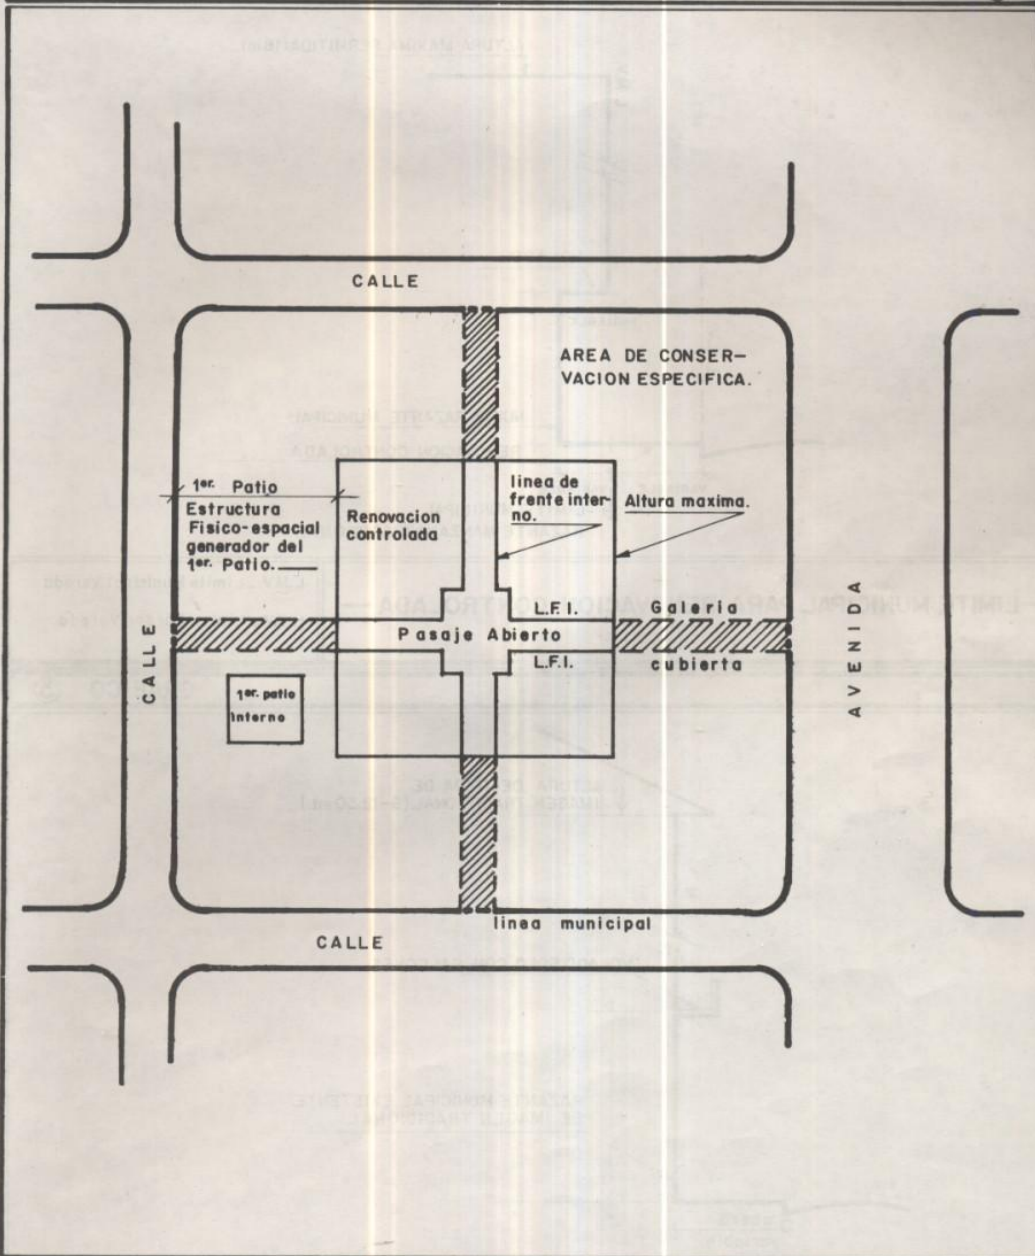 CALLE
AREA DE CONSER-
VACION ESPECIFICA.
1er. Patio
Estructura
Fisico-espacial
generador del
1er. Patio.
Renovacion
controlada
linea de
frente inter-
no.
Altura maxima.
L.F.I.
Galeria
Pasaje Abierto
L.F.I.
cubierta
CALLE
AVENIDA
1er. patio
interno
linea municipal
CALLE